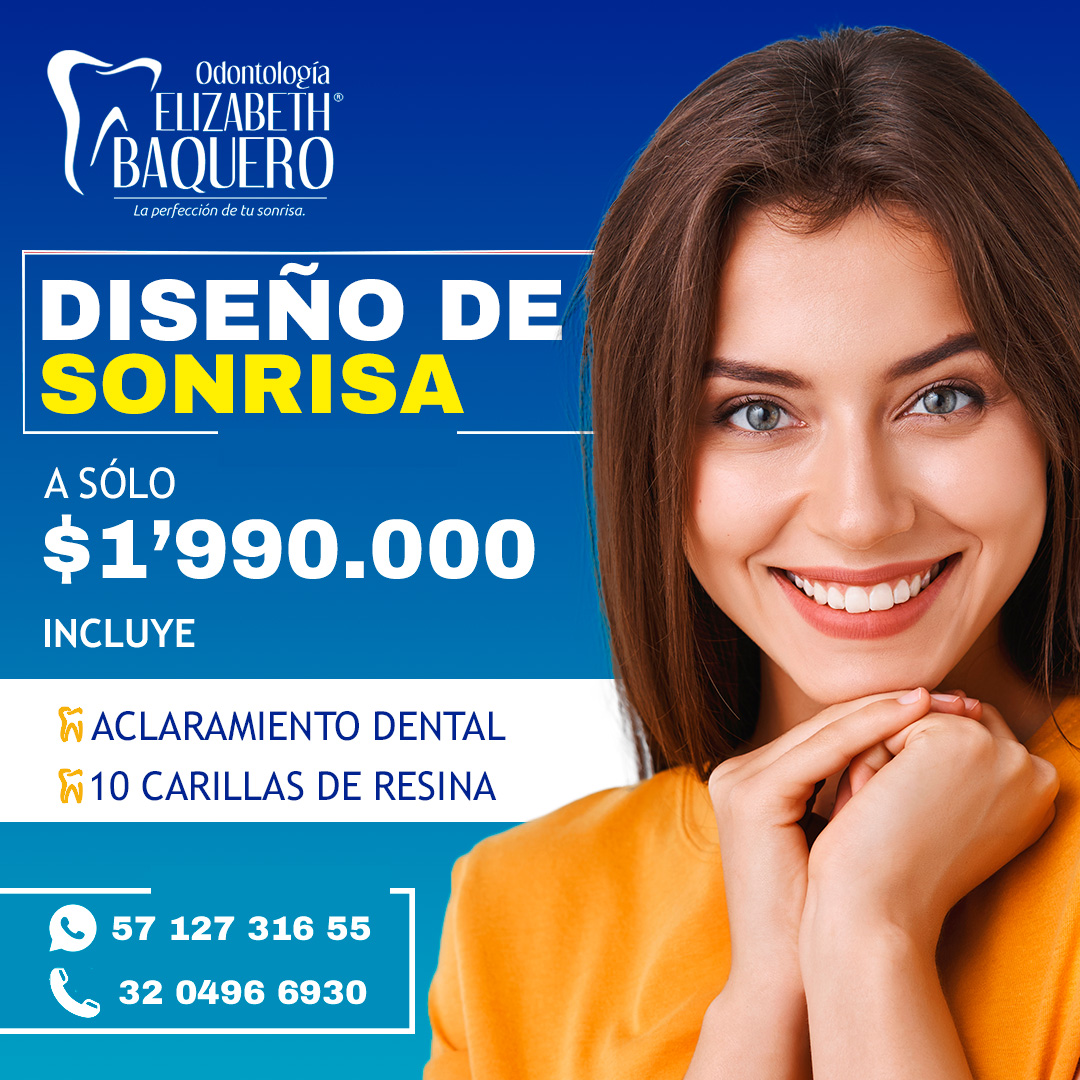 Odontología
ELIZABETH®
BAQUERO
La perfección de tu sonrisa.
DISEÑO DE
SONRISA
A SÓLO
$1’990.000
INCLUYE
ACLARAMIENTO DENTAL
10 CARILLAS DE RESINA
57 127 316 55
32 0496 6930